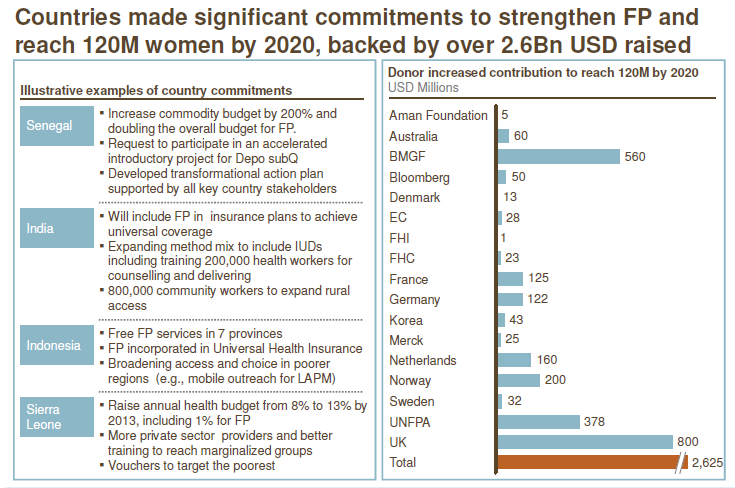 Countries made significant commitments to strengthen FP and
reach 120M women by 2020, backed by over 2.6Bn USD raised
Illustrative examples of country commitments
Senegal
▪ Increase commodity budget by 200% and
doubling the overall budget for FP.
▪ Request to participate in an accelerated
introductory project for Depo subQ
▪ Developed transformational action plan
supported by all key country stakeholders
India
▪ Will include FP in insurance plans to achieve
universal coverage
▪ Expanding method mix to include IUDs
including training 200,000 health workers for
counselling and delivering
▪ 800,000 community workers to expand rural
access
Indonesia
▪ Free FP services in 7 provinces
▪ FP incorporated in Universal Health Insurance
▪ Broadening access and choice in poorer
regions (e.g., mobile outreach for LAPM)
Sierra
Leone
▪ Raise annual health budget from 8% to 13% by
2013, including 1% for FP
▪ More private sector providers and better
training to reach marginalized groups
▪ Vouchers to target the poorest
Donor increased contribution to reach 120M by 2020
USD Millions
Aman Foundation 5
Australia 60
BMGF 560
Bloomberg 50
Denmark 13
EC 28
FHI 1
FHC 23
France 125
Germany 122
Korea 43
Merck 25
Netherlands 160
Norway 200
Sweden 32
UNFPA 378
UK 800
Total 2,625